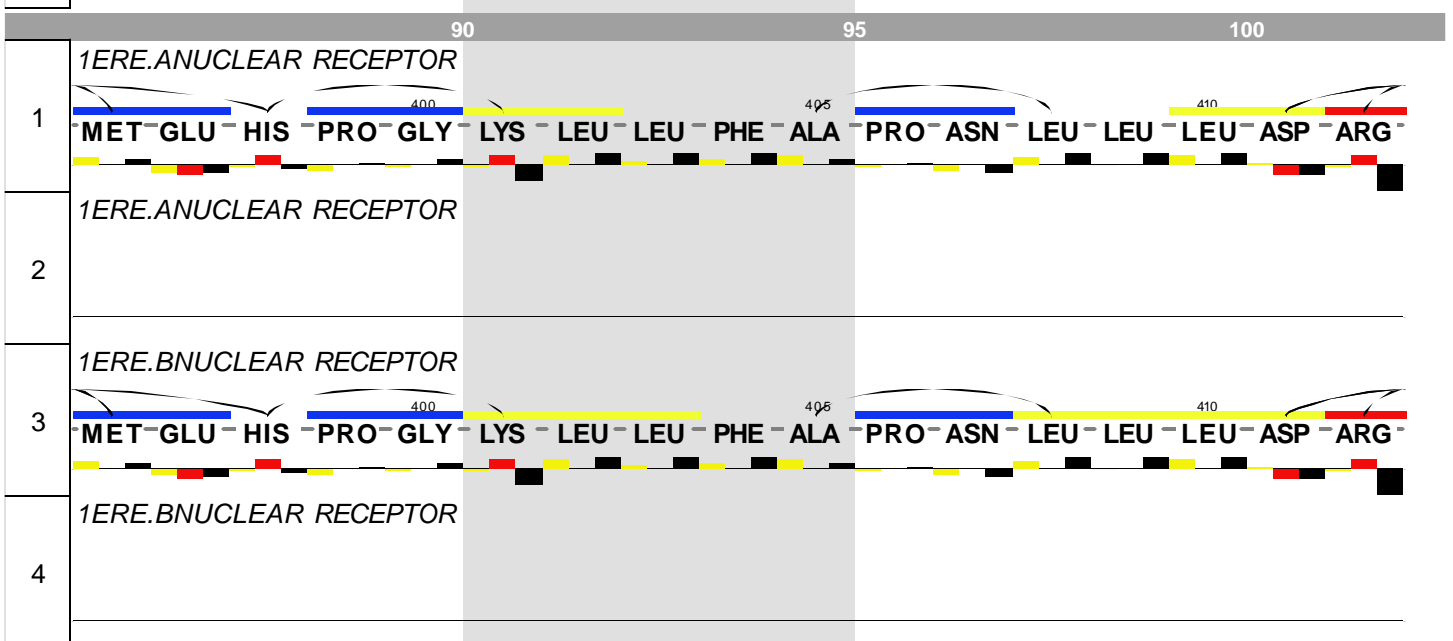 90 95 100
1ERE.ANUCLEAR RECEPTOR
400 405 410
1
MET GLU HIS PRO GLY LYS LEU LEU PHE ALA PRO ASN LEU LEU LEU ASP ARG
1ERE.ANUCLEAR RECEPTOR
2
1ERE.BNUCLEAR RECEPTOR
400 405 410
3
MET GLU HIS PRO GLY LYS LEU LEU PHE ALA PRO ASN LEU LEU LEU ASP ARG
1ERE.BNUCLEAR RECEPTOR
4